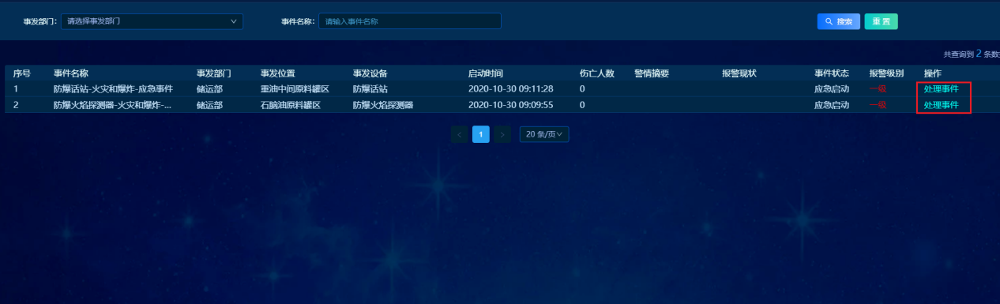 事发部门: 请选择事发部门 事件名称: 请输入事件名称 搜索 重置
共查询到 2 条数
序号 事件名称 事发部门 事发位置 事发设备 启动时间 伤亡人数 警情摘要 报警现状 事件状态 报警级别 操作
1 防爆话站-火灾和爆炸-应急事件 储运部 重油中间原料罐区 防爆话站 2020-10-30 09:11:28 0 应急启动 一级 处理事件
2 防爆火焰探测器-火灾和爆炸-... 储运部 石脑油原料罐区 防爆火焰探测器 2020-10-30 09:09:55 0 应急启动 一级 处理事件
< 1 > 20 条/页